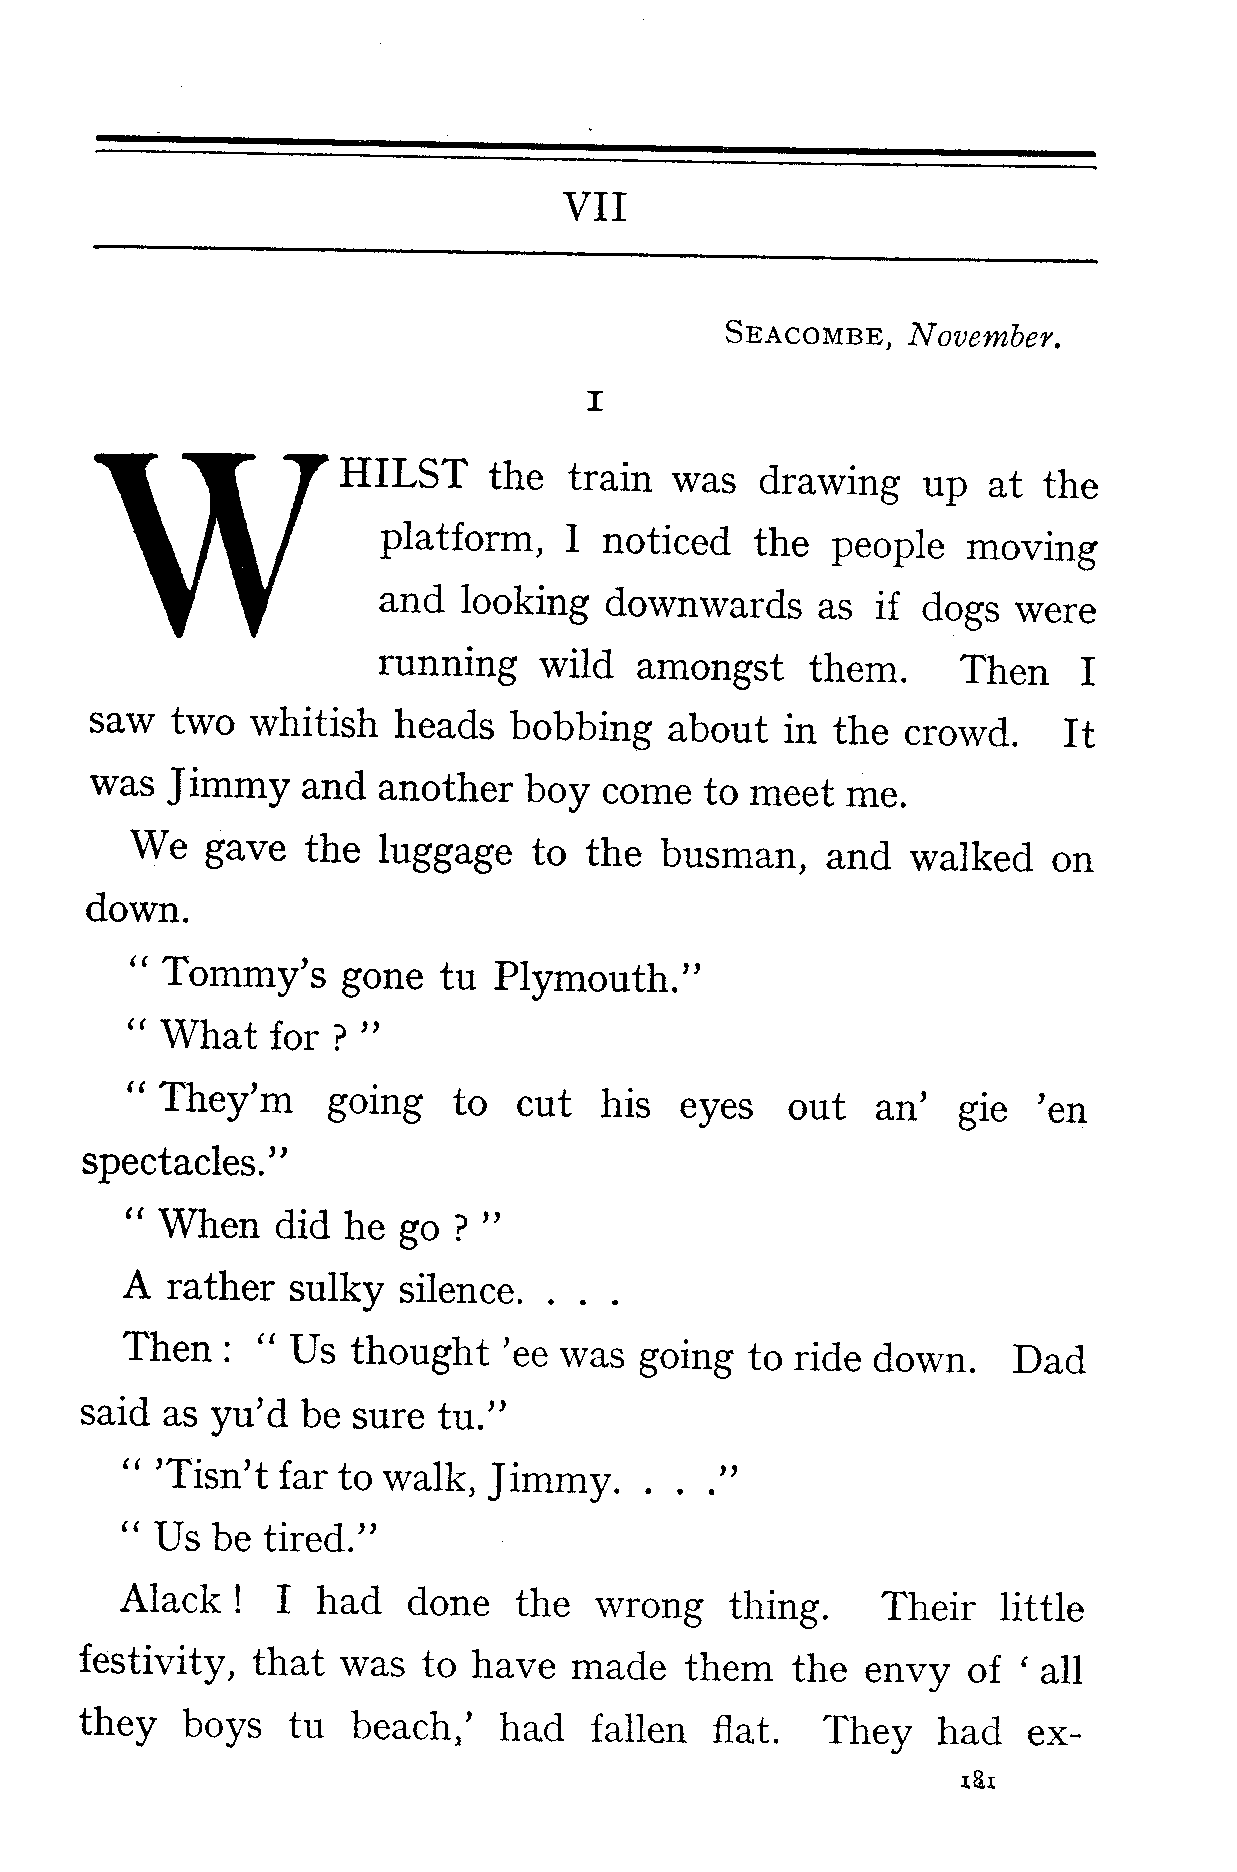 VII
SEACOMBE, November.
I
WHILST the train was drawing up at the
platform, I noticed the people moving
and looking downwards as if dogs were
running wild amongst them. Then I
saw two whitish heads bobbing about in the crowd. It
was Jimmy and another boy come to meet me.
We gave the luggage to the busman, and walked on
down.
“ Tommy’s gone tu Plymouth.”
“ What for ? ”
“ They’m going to cut his eyes out an’ gie ’en
spectacles.”
“ When did he go ? ”
A rather sulky silence. . . .
Then : “ Us thought ’ee was going to ride down. Dad
said as yu’d be sure tu.”
“ ’Tisn’t far to walk, Jimmy. . . .”
“ Us be tired.”
Alack ! I had done the wrong thing. Their little
festivity, that was to have made them the envy of ‘ all
they boys tu beach,’ had fallen flat. They had ex-
181